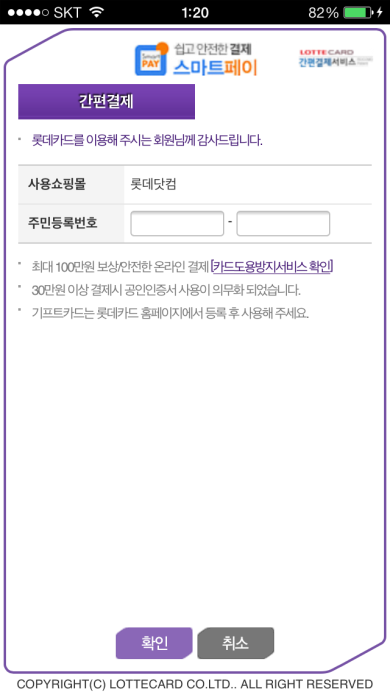 SKT 1:20 82%
Smart PAY 쉽고 안전한 결제
스마트페이
LOTTECARD
간편결제서비스
간편결제
롯데카드를 이용해 주시는 회원님께 감사드립니다.
사용쇼핑몰 롯데닷컴
주민등록번호 -
최대 100만원 보상/안전한 온라인 결제 [카드도용방지서비스 확인]
30만원 이상 결제시 공인인증서 사용이 의무화 되었습니다.
기프트카드는 롯데카드 홈페이지에서 등록 후 사용해 주세요.
확인 취소
COPYRIGHT(C) LOTTECARD CO.LTD.. ALL RIGHT RESERVED